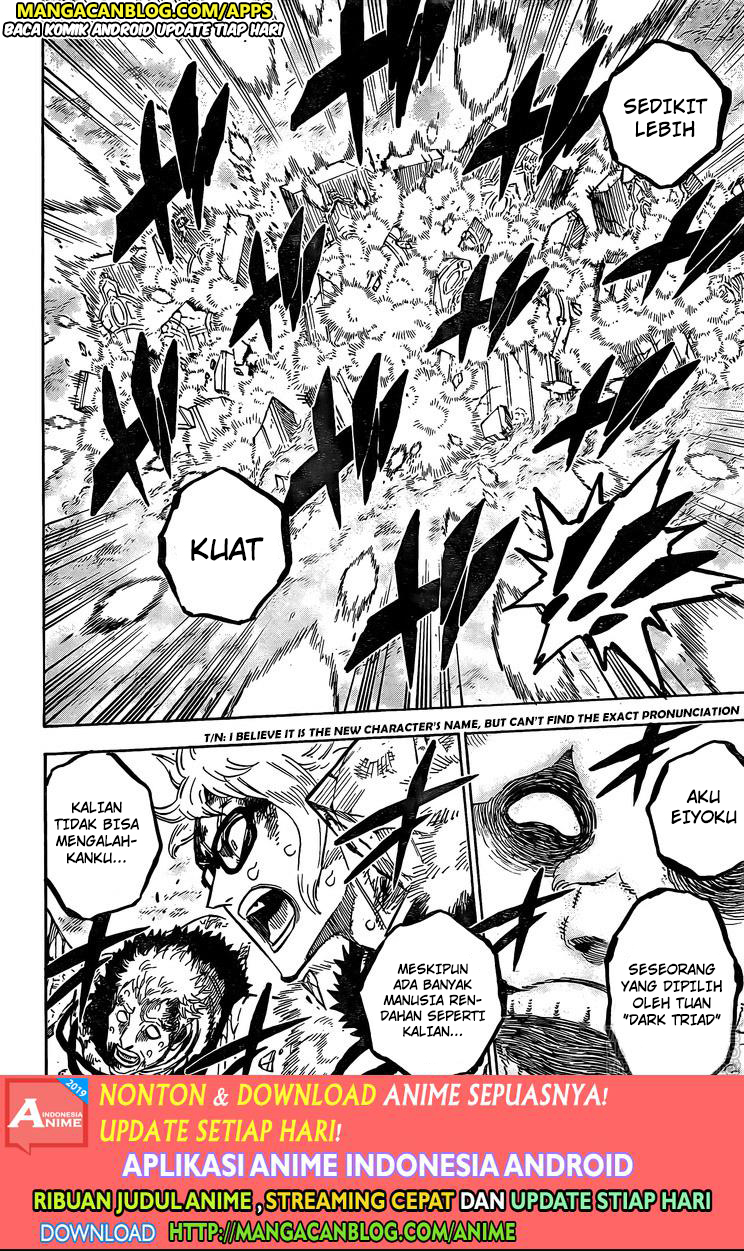 MANGACANBLOG.COM/APPS
BACA KOMIK ANDROID UPDATE TIAP HARI
SEDIKIT
LEBIH
KUAT
T/N: I BELIEVE IT IS THE NEW CHARACTER'S NAME, BUT CAN'T FIND THE EXACT PRONUNCIATION
AKU
EIYOKU
SESEORANG
YANG DIPILIH
OLEH TUAN
"DARK TRIAD"
KALIAN
TIDAK BISA
MENGALAH-
KANKU...
MESKIPUN
ADA BANYAK
MANUSIA REN-
DAHAN SEPERTI
KALIAN...
2019
INDONESIA
ANIME
NONTON & DOWNLOAD ANIME SEPUASNYA!
UPDATE SETIAP HARI!
APLIKASI ANIME INDONESIA ANDROID
RIBUAN JUDUL ANIME , STREAMING CEPAT DAN UPDATE STIAP HARI
DOWNLOAD HTTP://MANGACANBLOG.COM/ANIME